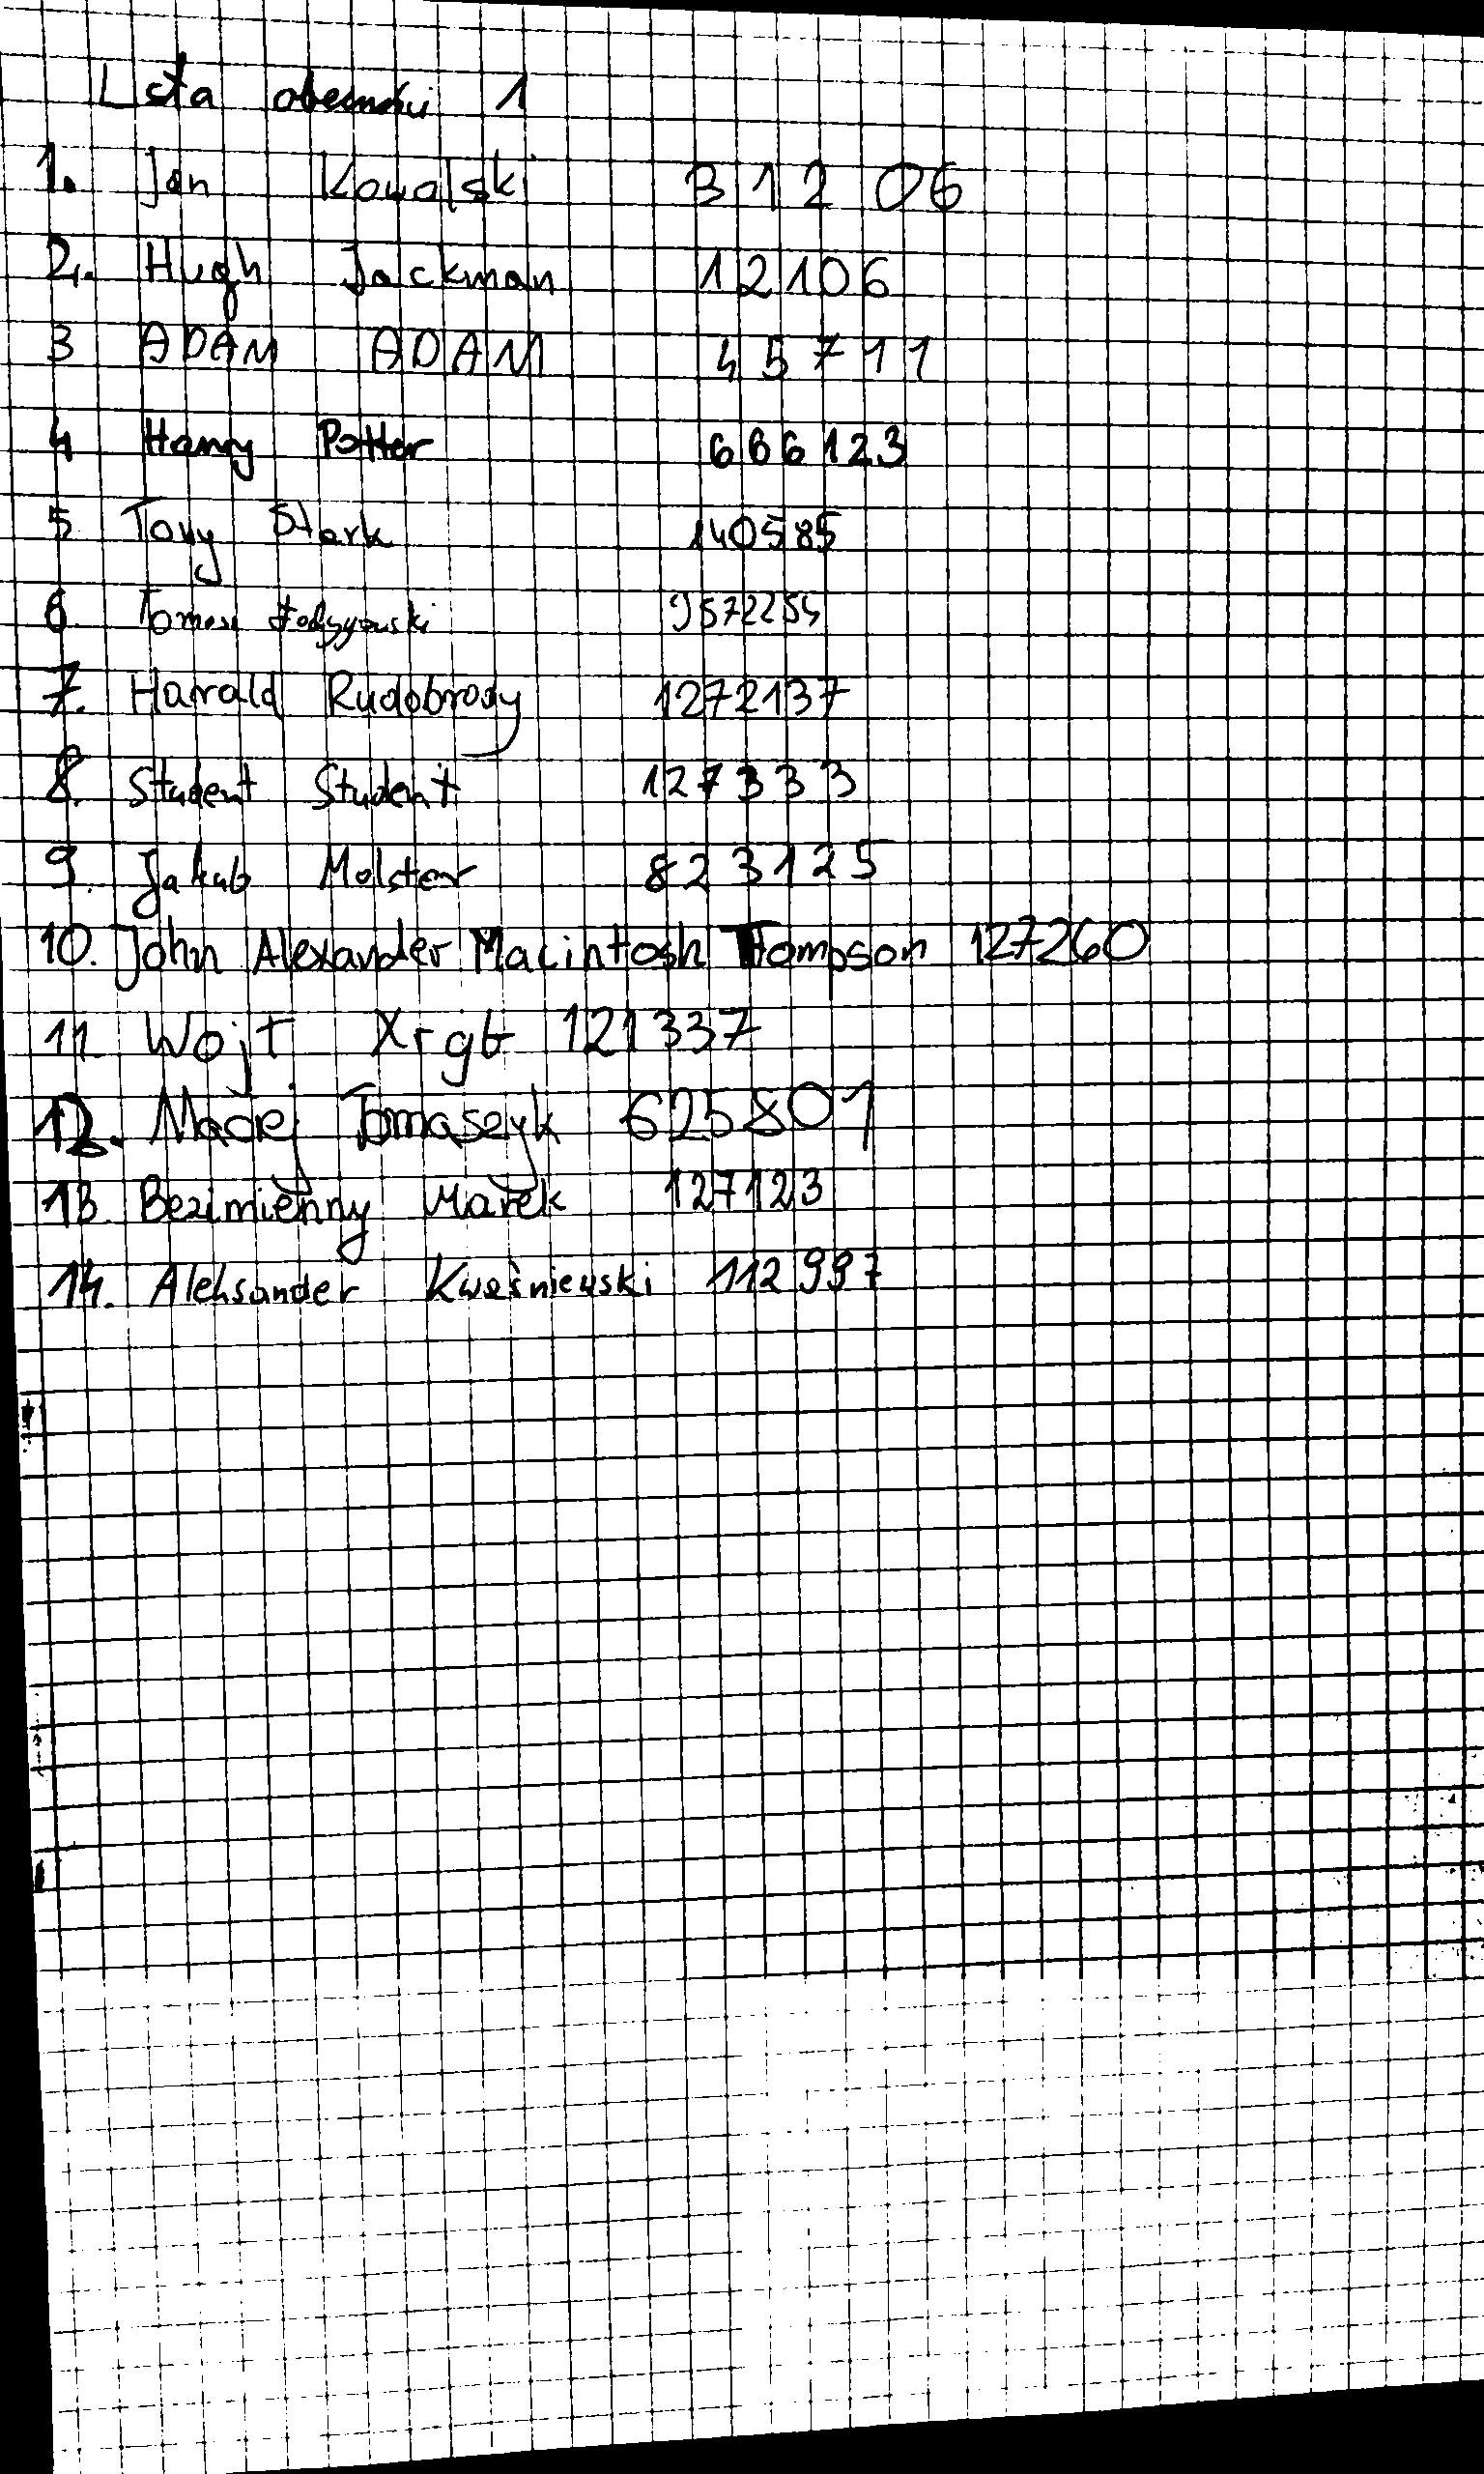 Lista obecności 1
1. Jan Kowalski 31206
2. Hugh Jackman 12106
3 ADAM ADAM 45711
4 Harry Potter 666123
5 Tony Stark 140585
6. Tomasz 9572254
7. Harald Rudobrody 1272137
8. Student Student 127333
9. Jakub Molster 823125
10. John Alexander Macintosh Thompson 127260
11. Wojt Xrgb 121337
12. Maciej Tomaszyk 625801
13. Bezimienny Marek 127123
14. Aleksander Kwaśniewski 112997